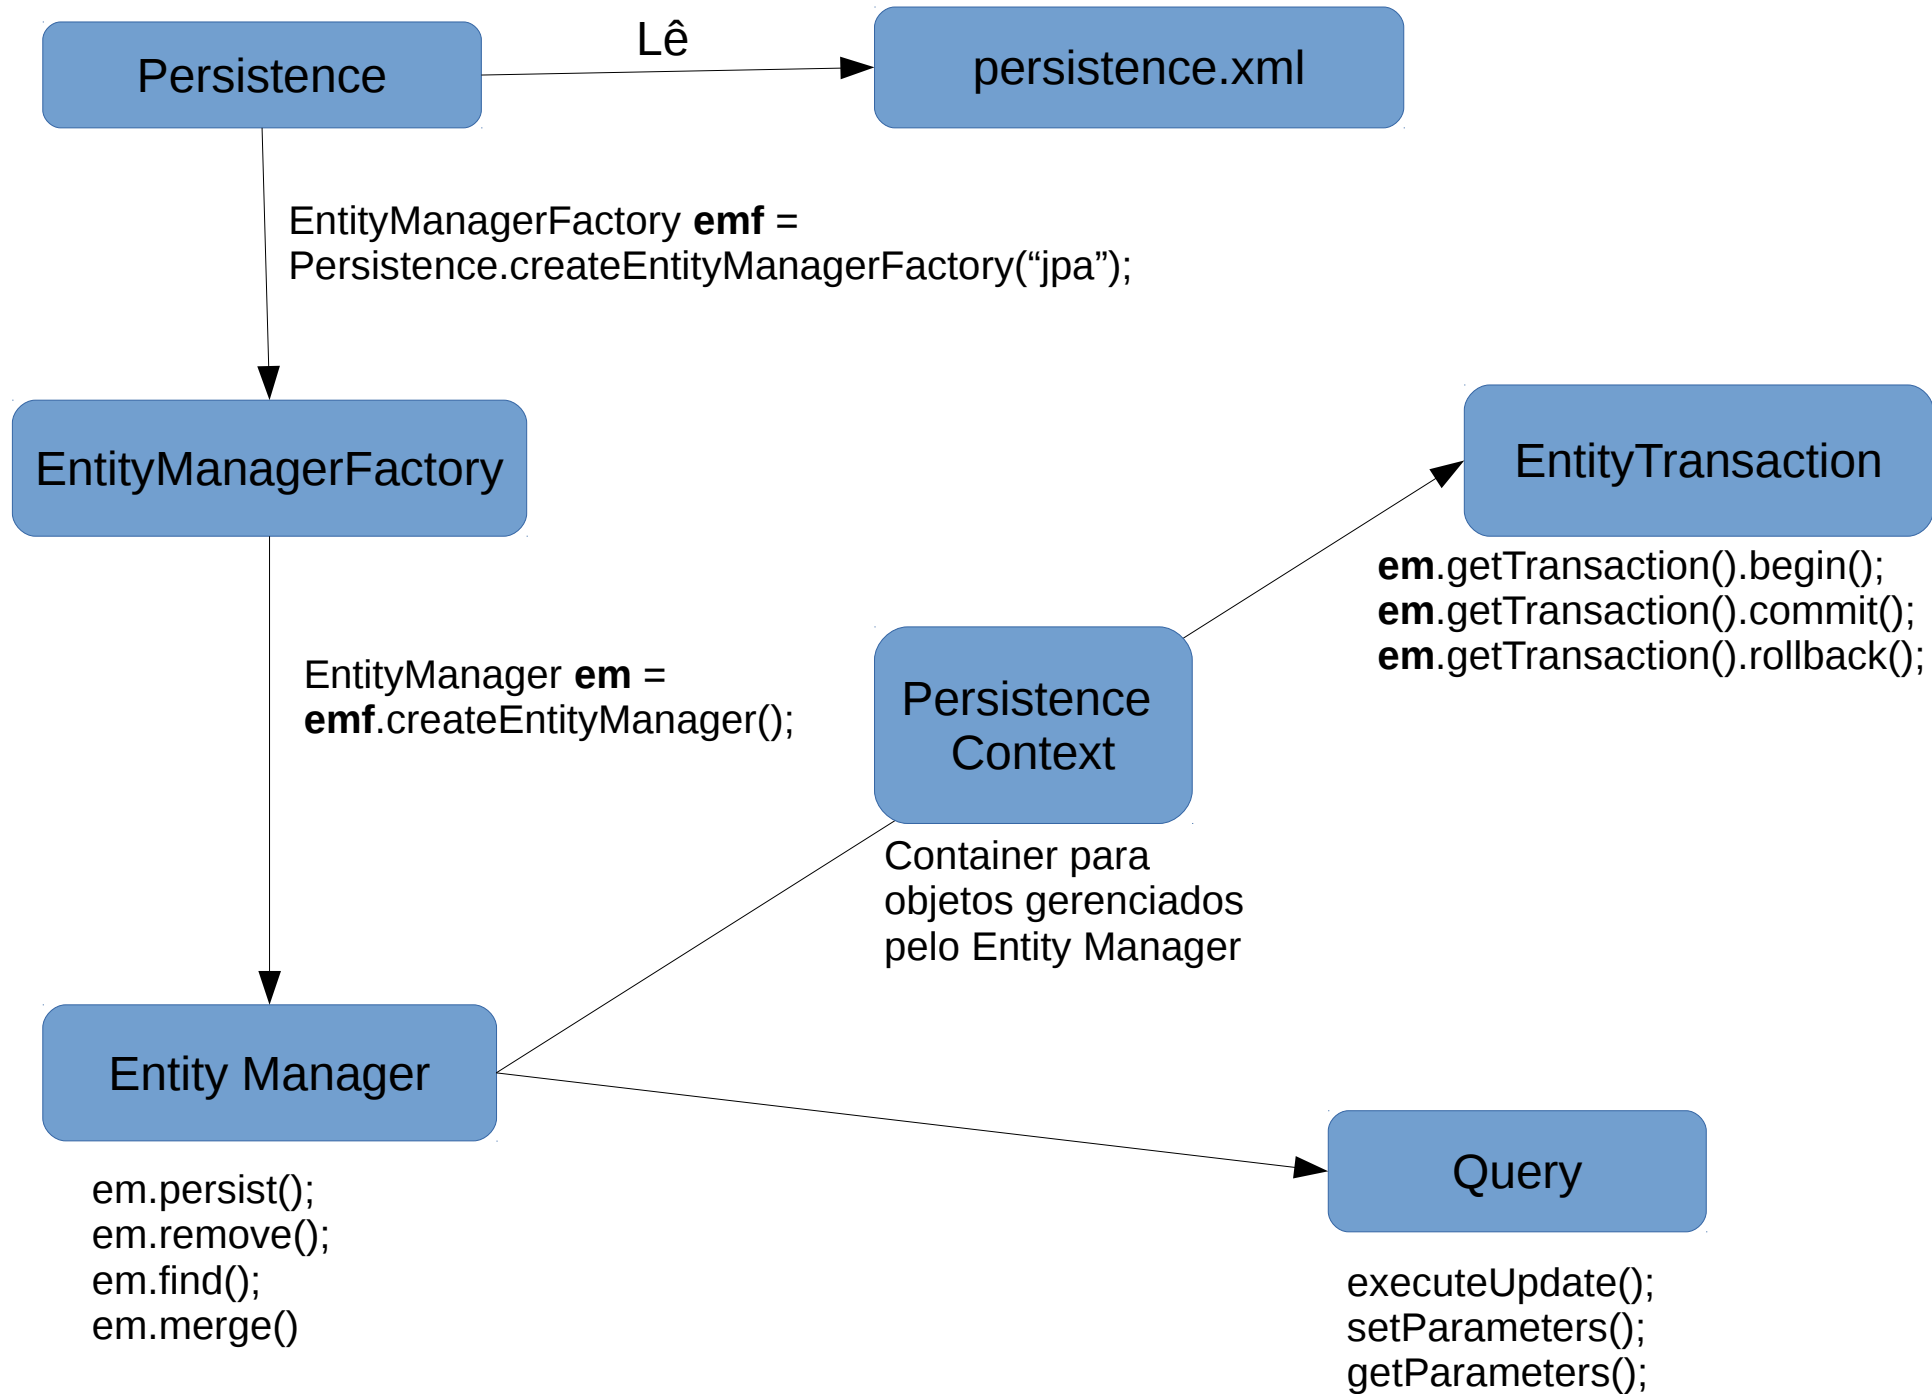 Persistence
Lê
persistence.xml
EntityManagerFactory emf =
Persistence.createEntityManagerFactory(“jpa”);
EntityManagerFactory
EntityTransaction
em.getTransaction().begin();
em.getTransaction().commit();
em.getTransaction().rollback();
EntityManager em =
emf.createEntityManager();
Persistence
Context
Container para
objetos gerenciados
pelo Entity Manager
Entity Manager
em.persist();
em.remove();
em.find();
em.merge()
Query
executeUpdate();
setParameters();
getParameters();